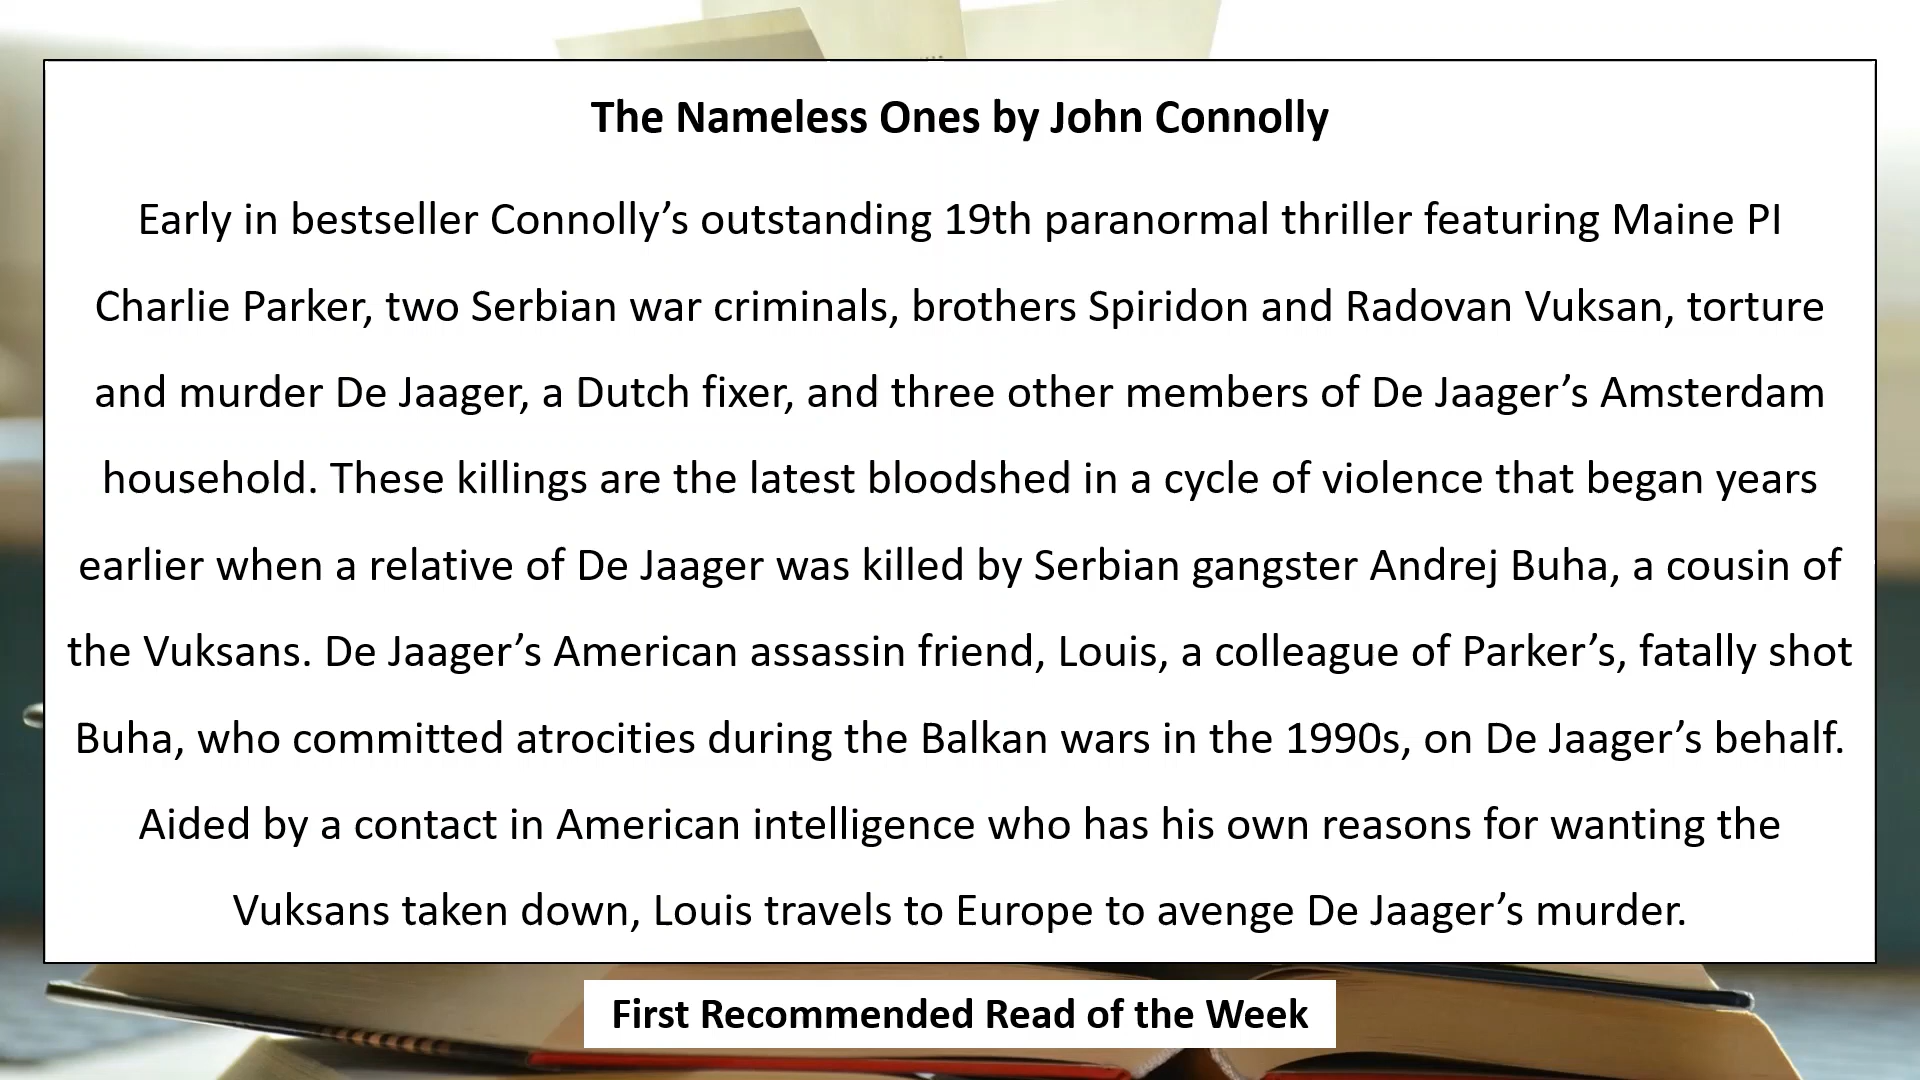 The Nameless Ones by John Connolly
Early in bestseller Connolly’s outstanding 19th paranormal thriller featuring Maine PI
Charlie Parker, two Serbian war criminals, brothers Spiridon and Radovan Vuksan, torture
and murder De Jaager, a Dutch fixer, and three other members of De Jaager’s Amsterdam
household. These killings are the latest bloodshed in a cycle of violence that began years
earlier when a relative of De Jaager was killed by Serbian gangster Andrej Buha, a cousin of
the Vuksans. De Jaager’s American assassin friend, Louis, a colleague of Parker’s, fatally shot
Buha, who committed atrocities during the Balkan wars in the 1990s, on De Jaager’s behalf.
Aided by a contact in American intelligence who has his own reasons for wanting the
Vuksans taken down, Louis travels to Europe to avenge De Jaager’s murder.
First Recommended Read of the Week